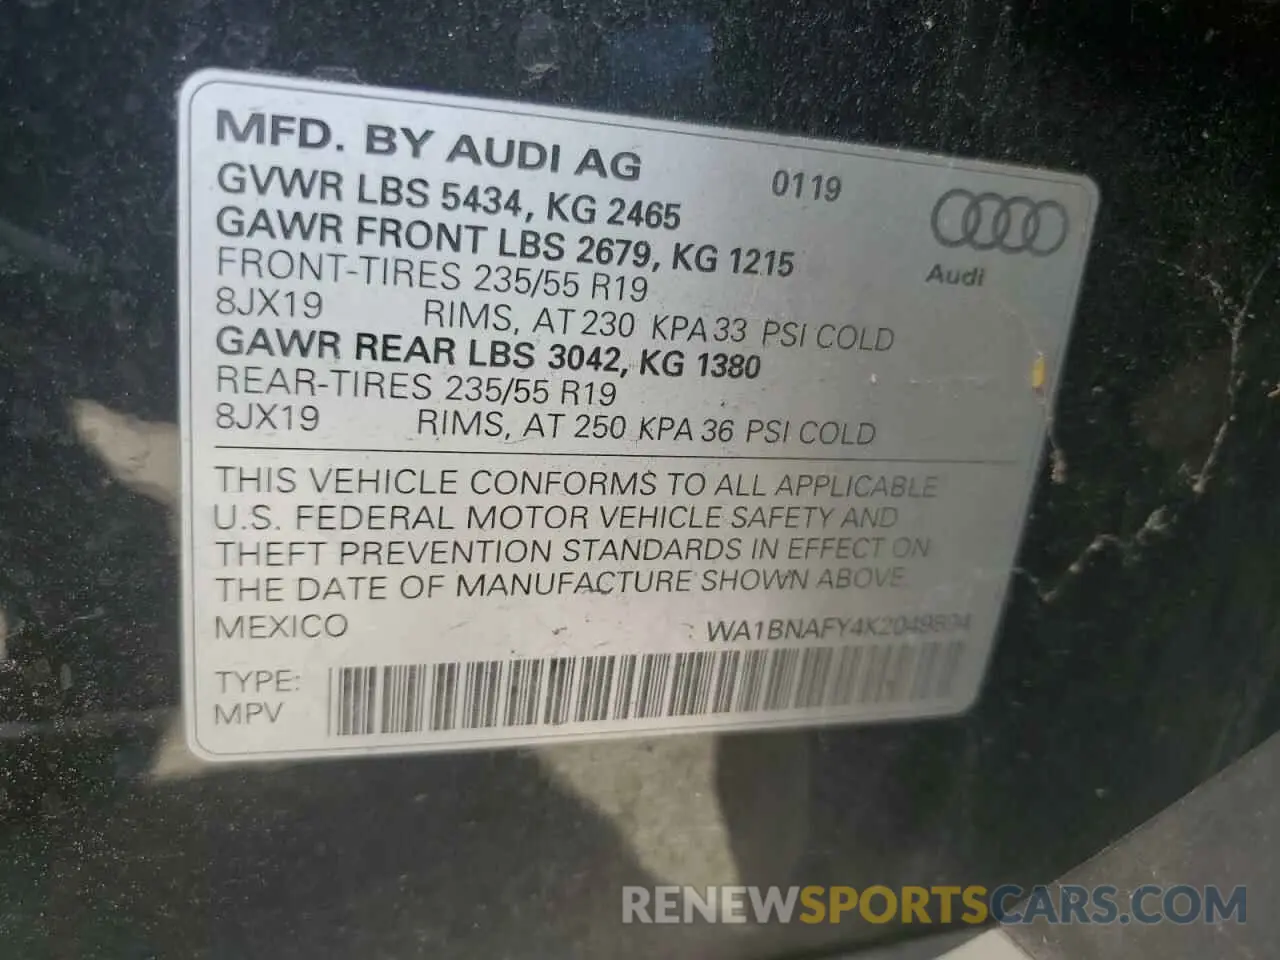 MFD. BY AUDI AG 0119
GVWR LBS 5434, KG 2465
GAWR FRONT LBS 2679, KG 1215
Audi
FRONT-TIRES 235/55 R19
8JX19 RIMS, AT 230 KPA 33 PSI COLD
GAWR REAR LBS 3042, KG 1380
REAR-TIRES 235/55 R19
8JX19 RIMS, AT 250 KPA 36 PSI COLD
THIS VEHICLE CONFORMS TO ALL APPLICABLE
U.S. FEDERAL MOTOR VEHICLE SAFETY AND
THEFT PREVENTION STANDARDS IN EFFECT ON
THE DATE OF MANUFACTURE SHOWN ABOVE
MEXICO
TYPE:
MPV
RENEWSPORTSCARS.COM